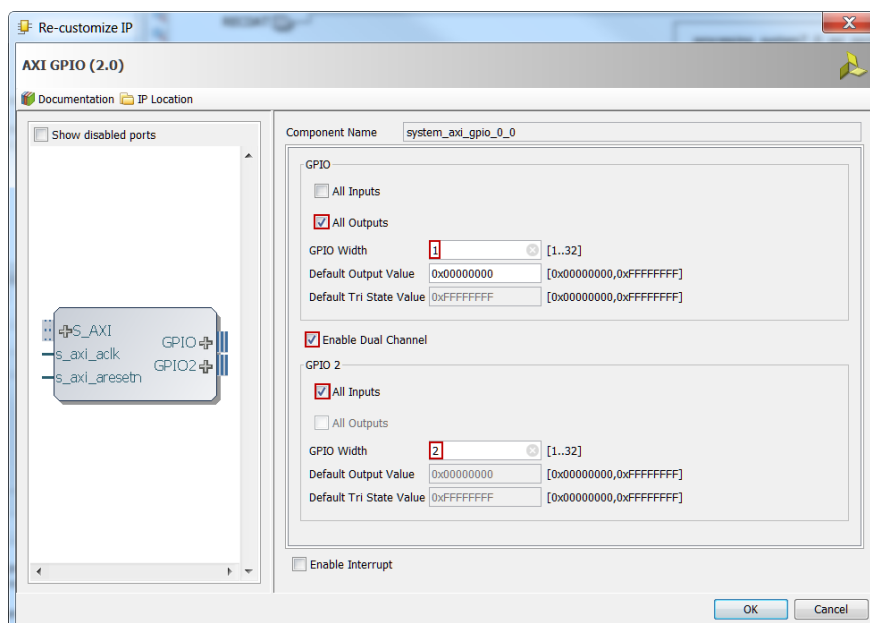 Re-customize IP
AXI GPIO (2.0)
Documentation IP Location
Show disabled ports
S_AXI
s_axi_aclk
s_axi_aresetn
GPIO
GPIO2
Component Name system_axi_gpio_0_0
GPIO
All Inputs
All Outputs
GPIO Width 1 [1..32]
Default Output Value 0x00000000 [0x00000000,0xFFFFFFFF]
Default Tri State Value 0xFFFFFFFF [0x00000000,0xFFFFFFFF]
Enable Dual Channel
GPIO 2
All Inputs
All Outputs
GPIO Width 2 [1..32]
Default Output Value 0x00000000 [0x00000000,0xFFFFFFFF]
Default Tri State Value 0xFFFFFFFF [0x00000000,0xFFFFFFFF]
Enable Interrupt
OK Cancel